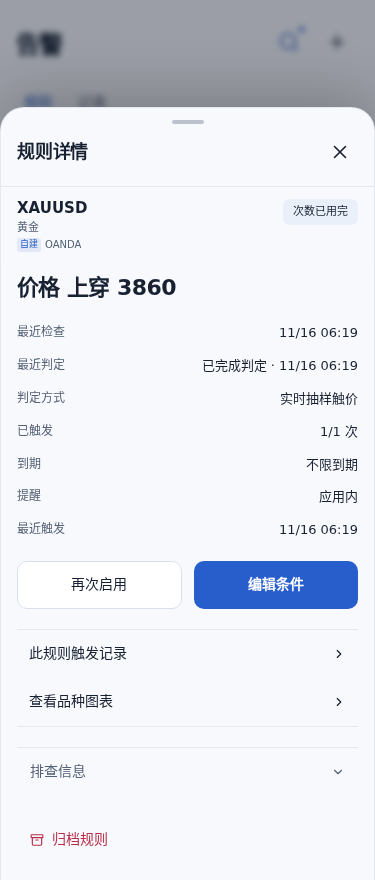 告警
规则详情
XAUUSD
次数已用完
黄金
自建 OANDA
价格 上穿 3860
最近检查 11/16 06:19
最近判定 已完成判定 · 11/16 06:19
判定方式 实时抽样触价
已触发 1/1 次
到期 不限到期
提醒 应用内
最近触发 11/16 06:19
再次启用 编辑条件
此规则触发记录
查看品种图表
排查信息
归档规则